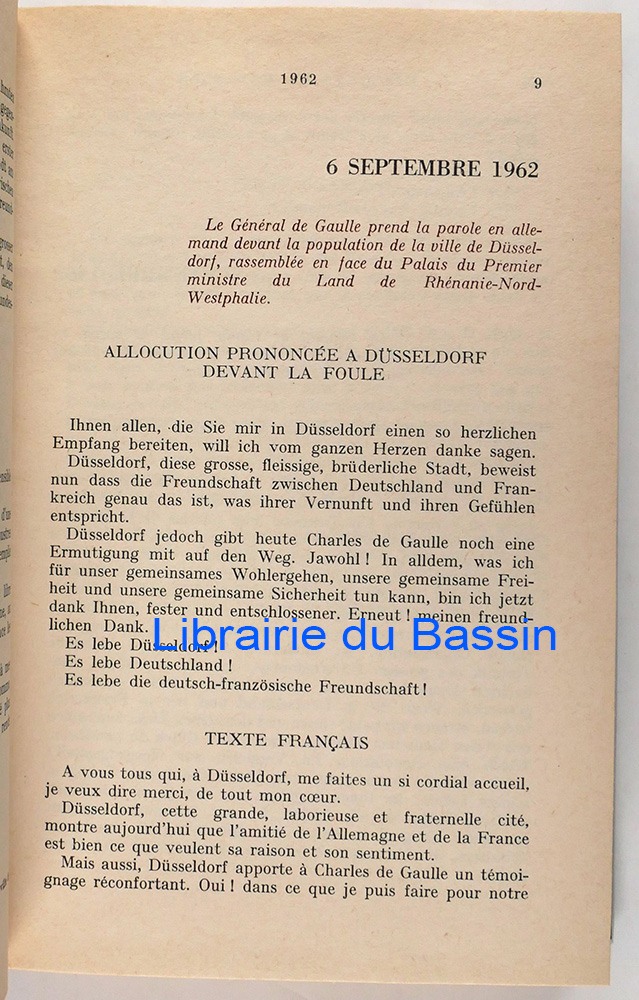 1962
9
6 SEPTEMBRE 1962
Le Général de Gaulle prend la parole en alle-
mand devant la population de la ville de Düssel-
dorf, rassemblée en face du Palais du Premier
ministre du Land de Rhénanie-Nord-
Westphalie.
ALLOCUTION PRONONCÉE A DÜSSELDORF
DEVANT LA FOULE
Ihnen allen, die Sie mir in Düsseldorf einen so herzlichen
Empfang bereiten, will ich vom ganzen Herzen danke sagen.
Düsseldorf, diese grosse, fleissige, brüderliche Stadt, beweist
nun dass die Freundschaft zwischen Deutschland und Fran-
kreich genau das ist, was ihrer Vernunft und ihren Gefühlen
entspricht.
Düsseldorf jedoch gibt heute Charles de Gaulle noch eine
Ermutigung mit auf den Weg. Jawohl ! In alldem, was ich
für unser gemeinsames Wohlergehen, unsere gemeinsame Frei-
heit und unsere gemeinsame Sicherheit tun kann, bin ich jetzt
dank Ihnen, fester und entschlossener. Erneut ! meinen freund-
lichen Dank.
Librairie du Bassin
Es lebe Düsseldorf !
Es lebe Deutschland !
Es lebe die deutsch-französische Freundschaft !
TEXTE FRANÇAIS
A vous tous qui, à Düsseldorf, me faites un si cordial accueil,
je veux dire merci, de tout mon cœur.
Düsseldorf, cette grande, laborieuse et fraternelle cité,
montre aujourd'hui que l'amitié de l'Allemagne et de la France
est bien ce que veulent sa raison et son sentiment.
Mais aussi, Düsseldorf apporte à Charles de Gaulle un témoi-
gnage réconfortant. Oui ! dans ce que je puis faire pour notre